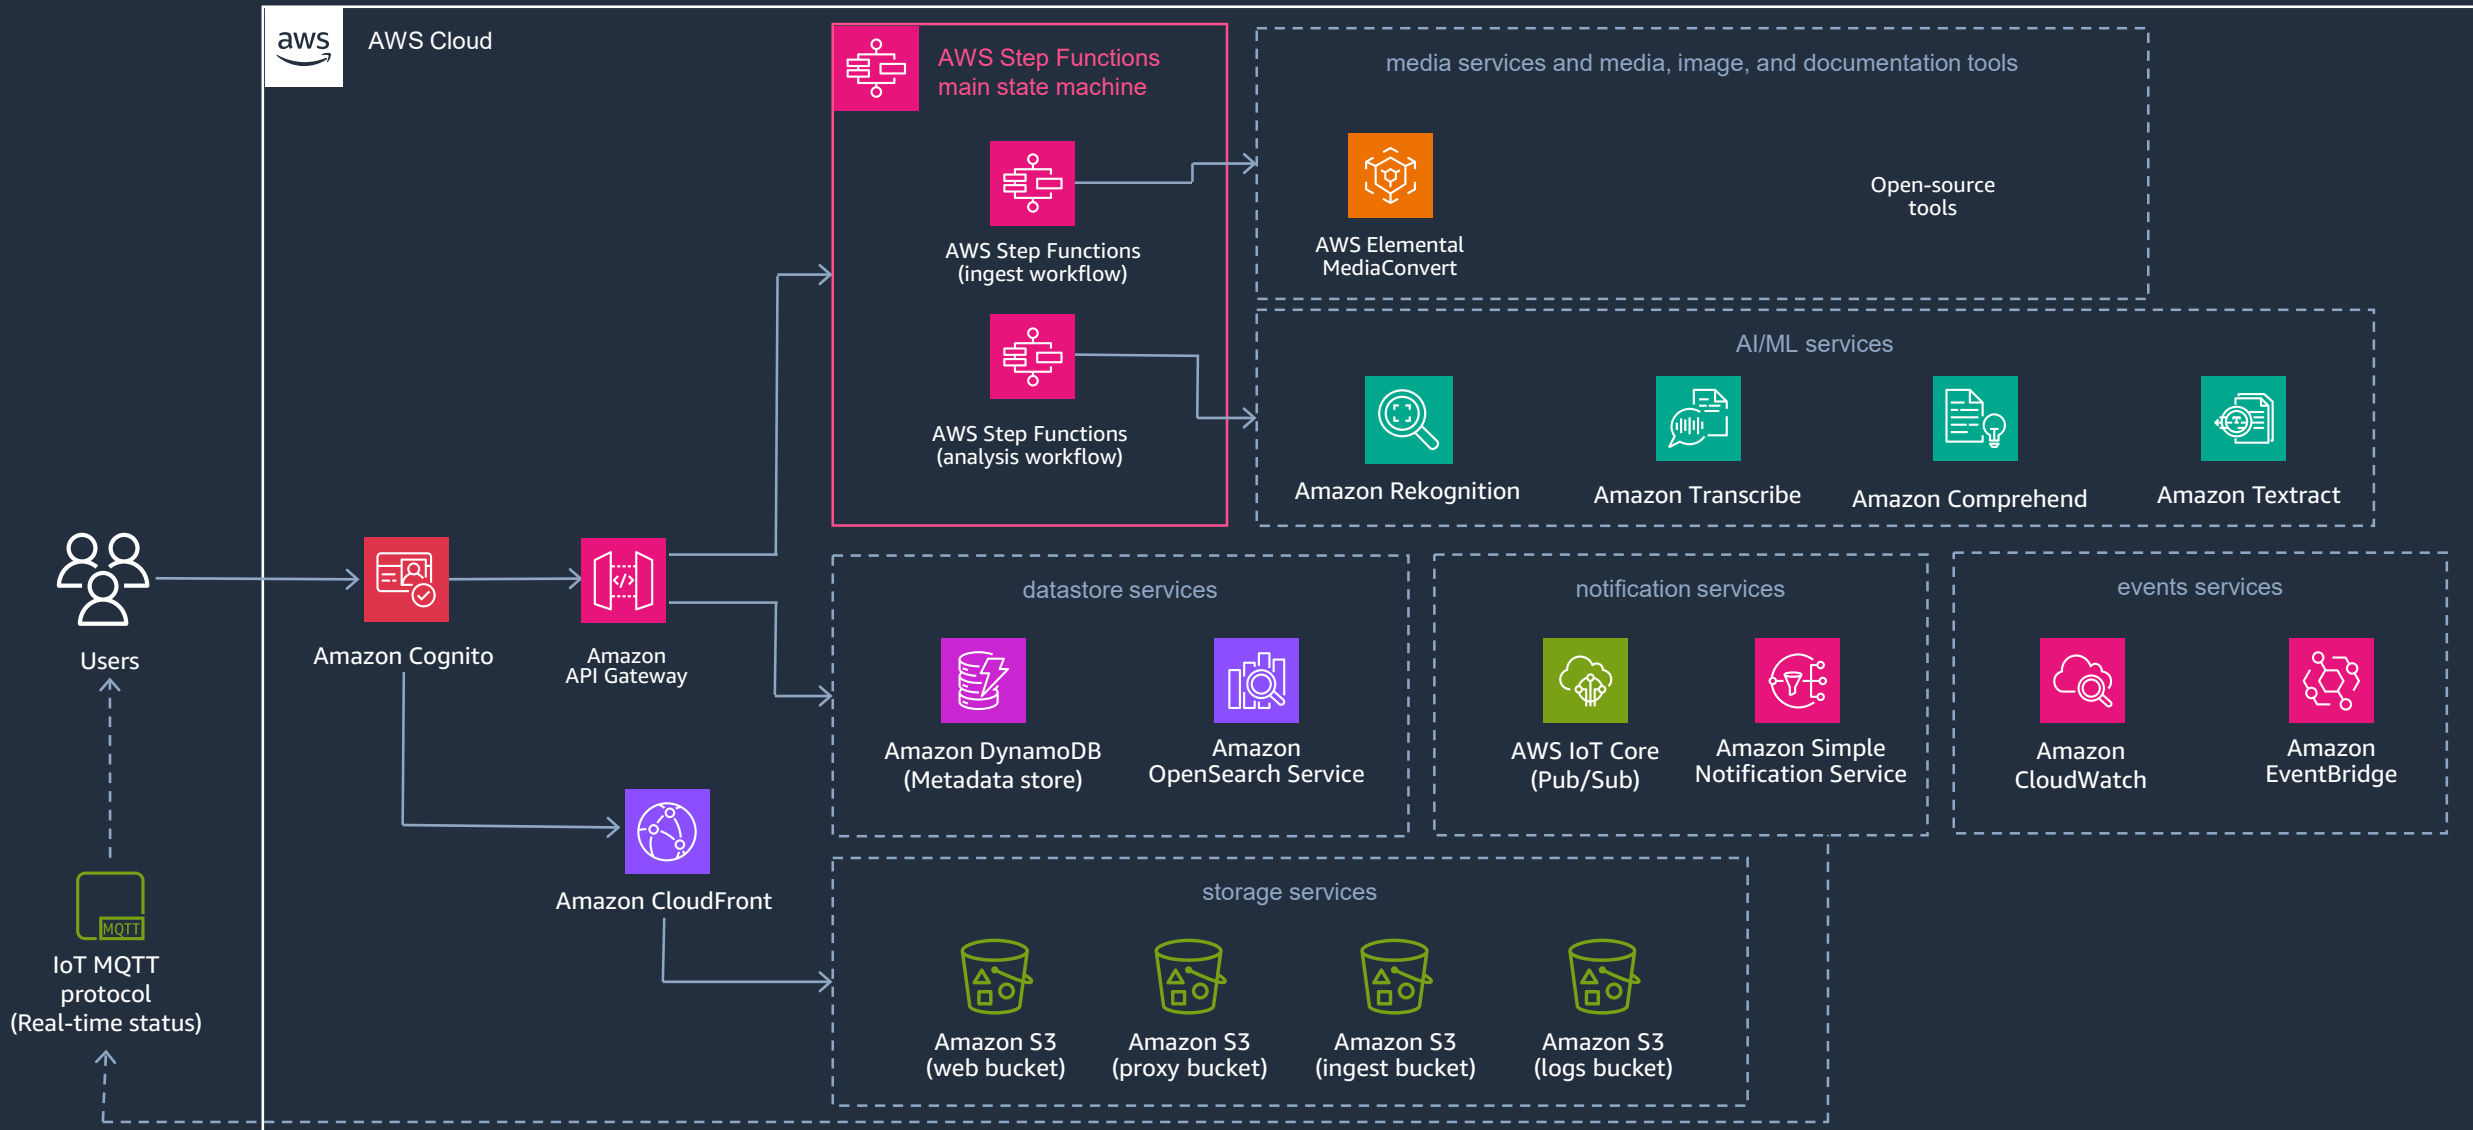 aws
AWS Cloud
AWS Step Functions
main state machine
AWS Step Functions
(ingest workflow)
AWS Step Functions
(analysis workflow)
media services and media, image, and documentation tools
AWS Elemental
MediaConvert
Open-source
tools
AI/ML services
Amazon Rekognition
Amazon Transcribe
Amazon Comprehend
Amazon Textract
Users
Amazon Cognito
Amazon
API Gateway
datastore services
Amazon DynamoDB
(Metadata store)
Amazon
OpenSearch Service
notification services
AWS IoT Core
(Pub/Sub)
Amazon Simple
Notification Service
events services
Amazon
CloudWatch
Amazon
EventBridge
Amazon CloudFront
MQTT
IoT MQTT
protocol
(Real-time status)
storage services
Amazon S3
(web bucket)
Amazon S3
(proxy bucket)
Amazon S3
(ingest bucket)
Amazon S3
(logs bucket)